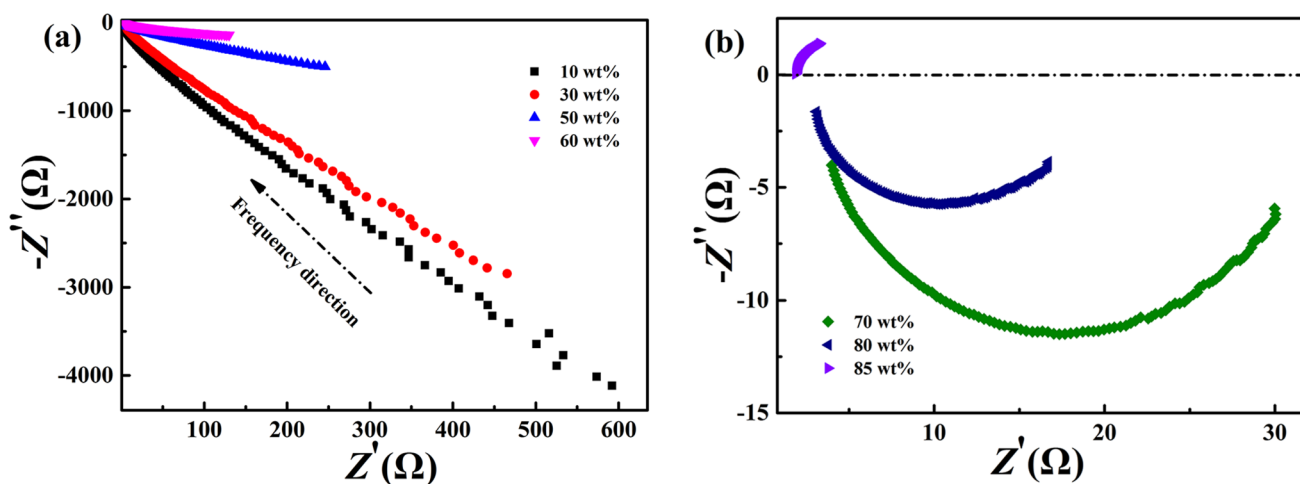 (a)
0
-1000
-2000
-3000
-4000
-Z'(Ω)
100 200 300 400 500 600
Z'(Ω)
10 wt%
30 wt%
50 wt%
60 wt%
Frequency direction
(b)
0
-5
-10
-15
-Z''(Ω)
10 20 30
Z'(Ω)
70 wt%
80 wt%
85 wt%